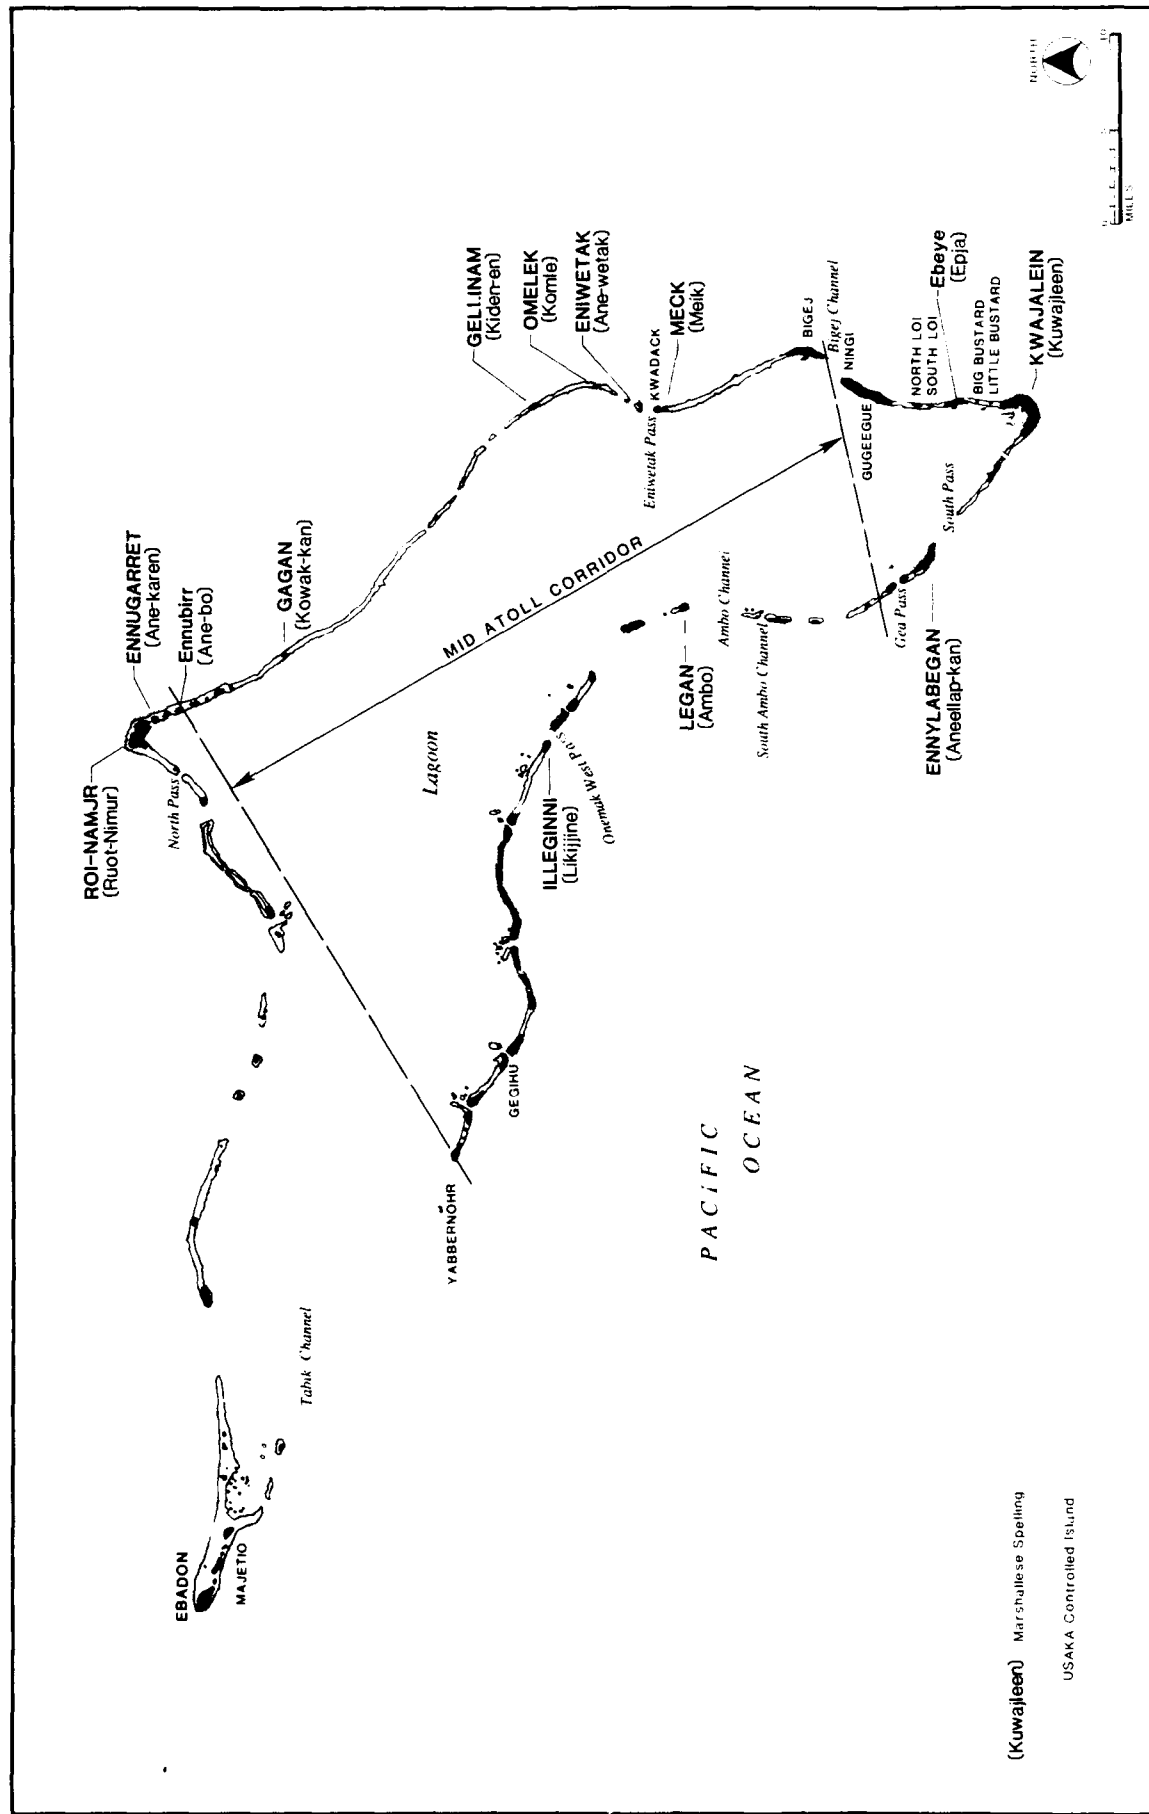 ROI-NAMUR
(Ruot-Nimur)
ENNUGARRET
(Ane-karen)
Ennubirr
(Ane-bo)
North Pass
GAGAN
(Kowak-kan)
GELLINAM
(Kiden-en)
OMELEK
(Komle)
ENIWETAK
(Ane-wetak)
KWADACK
Eniwetak Pass
MECK
(Meik)
BIGEJ
Bigej Channel
NINGI
GUGEEGUE
NORTH LOI
SOUTH LOI
Ebeye
(Epja)
BIG BUSTARD
LITTLE BUSTARD
KWAJALEIN
(Kuwajleen)
South Pass
ENNYLABEGAN
(Aneellap-kan)
Gea Pass
South Ambo Channel
Ambo Channel
LEGAN
(Ambo)
MID ATOLL CORRIDOR
Lagoon
Onemak West Pass
ILLEGINNI
(Likijjine)
GEGIHU
YABBERNOHR
PACIFIC
OCEAN
Tabik Channel
EBADON
MAJETIO
(Kuwajleen) Marshallese Spelling
USAKA Controlled Island
NORTH
0
10
MILES